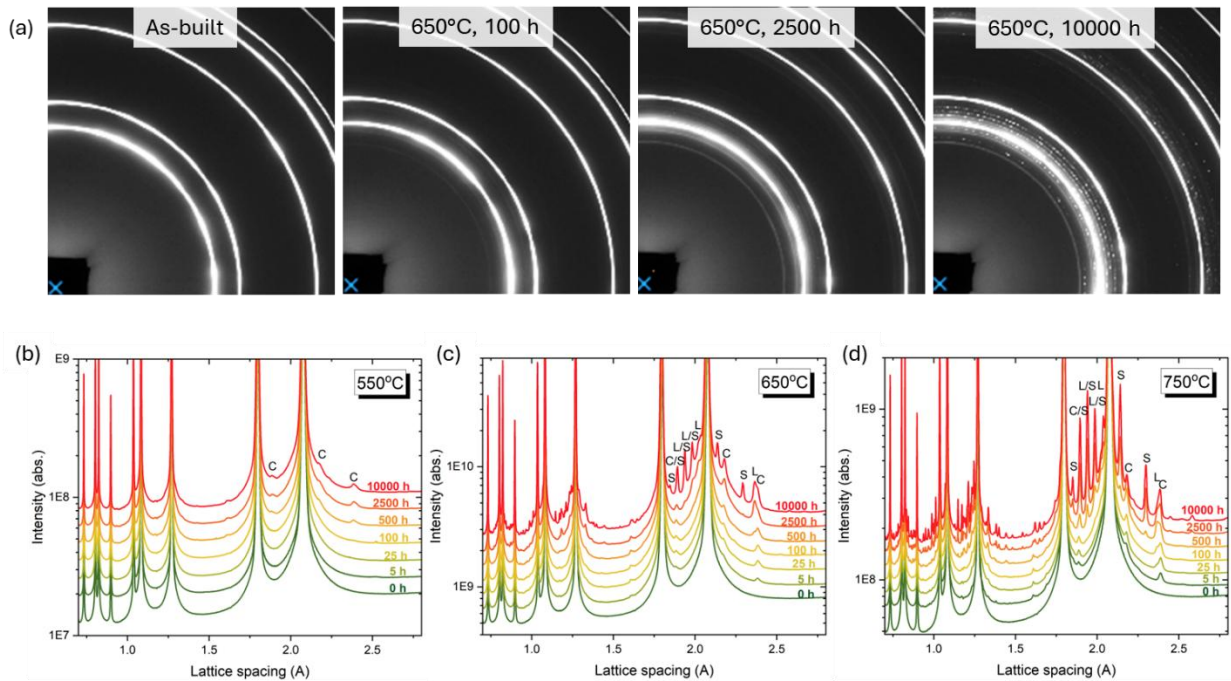 (a)
As-built
650°C, 100 h
650°C, 2500 h
650°C, 10000 h
(b)
1E9
1E8
1E7
Intensity (abs.)
550°C
C
C
C
10000 h
2500 h
500 h
100 h
25 h
5 h
0 h
1.0
1.5
2.0
2.5
Lattice spacing (A)
(c)
1E10
1E9
Intensity (abs.)
650°C
S
C/S
L/S
L/S
L
S
C
S
L
C
10000 h
2500 h
500 h
100 h
25 h
5 h
0 h
1.0
1.5
2.0
2.5
Lattice spacing (A)
(d)
1E9
1E8
Intensity (abs.)
750°C
S
C/S
L/S
L/S
L
S
C
S
L
C
10000 h
2500 h
500 h
100 h
25 h
5 h
0 h
1.0
1.5
2.0
2.5
Lattice spacing (A)